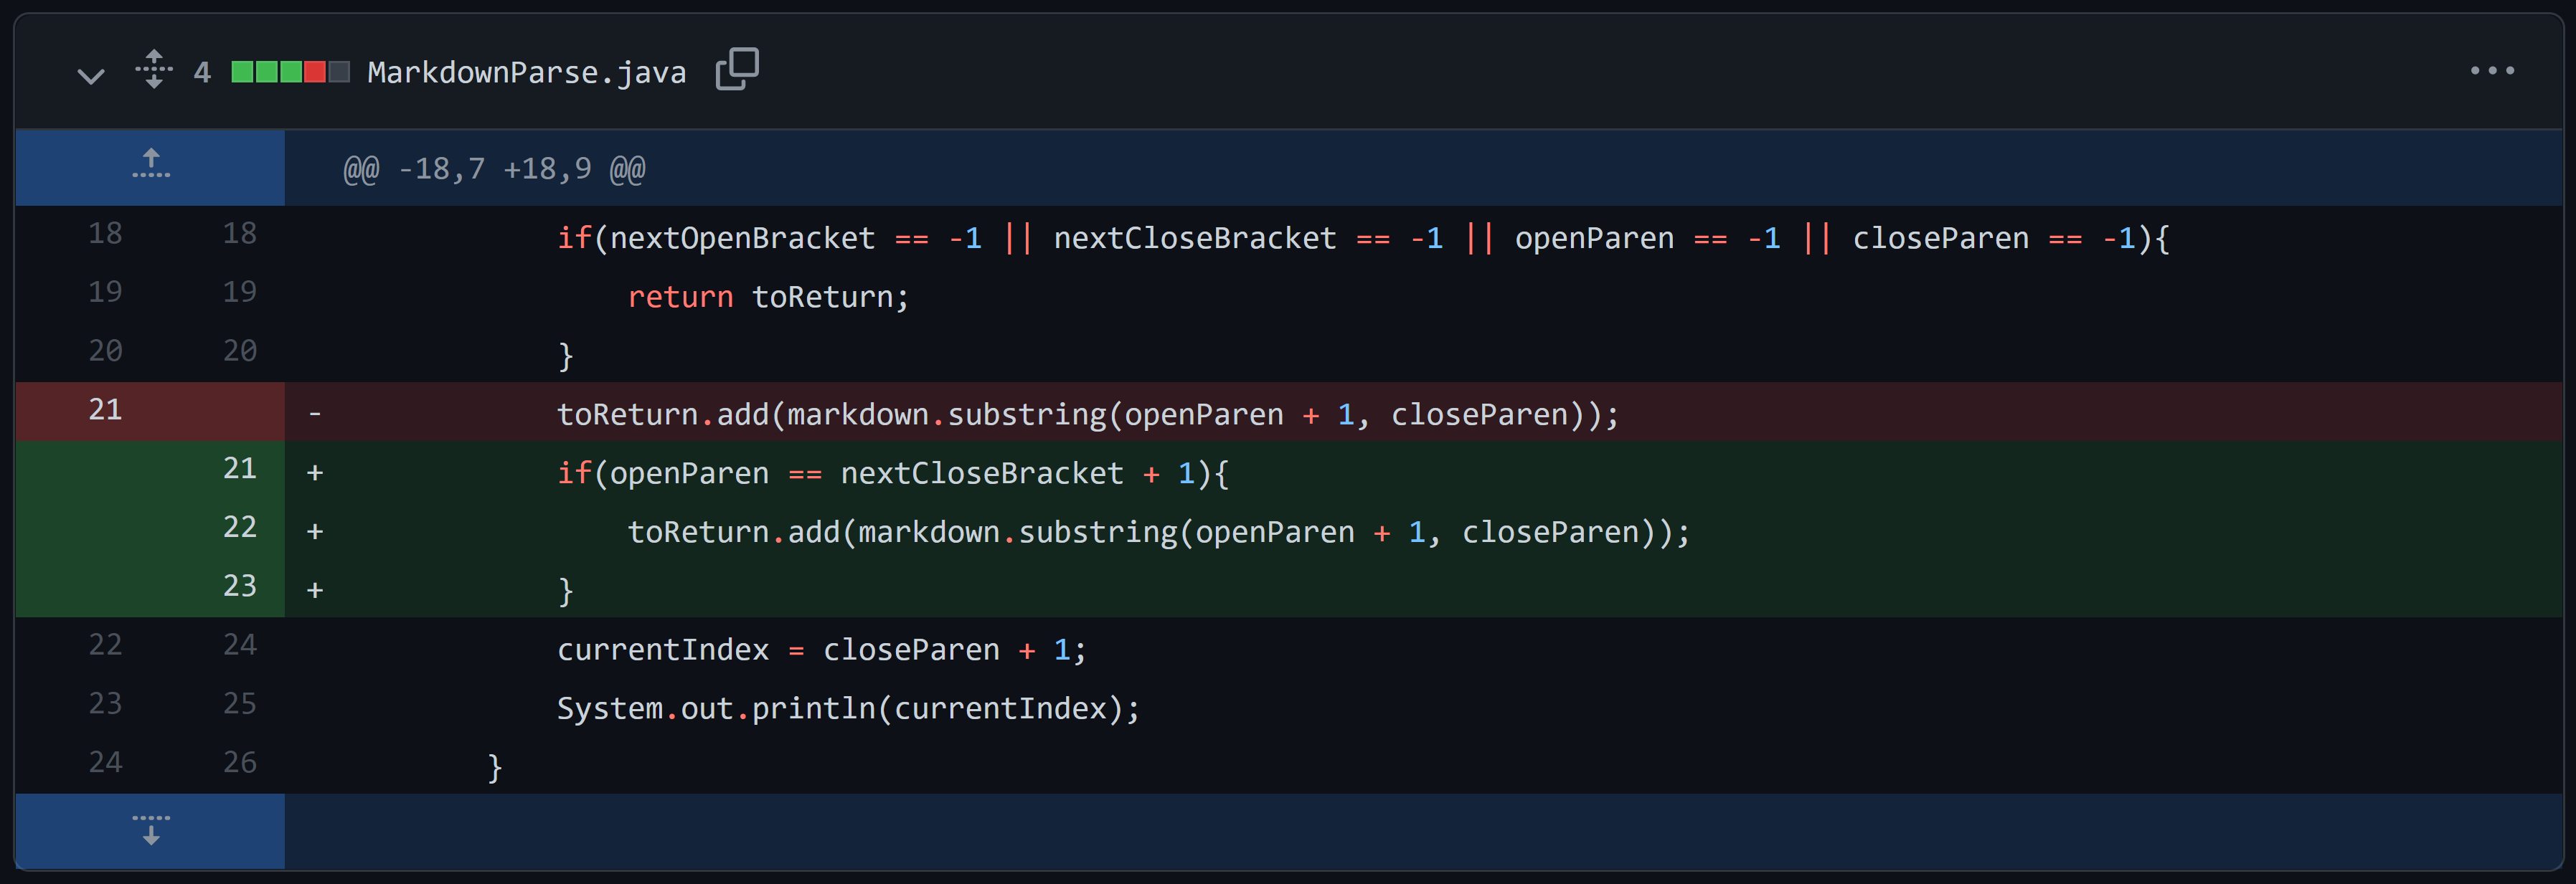 4 MarkdownParse.java
@@ -18,7 +18,9 @@
18 18 if(nextOpenBracket == -1 || nextCloseBracket == -1 || openParen == -1 || closeParen == -1){
19 19 return toReturn;
20 20 }
21 - toReturn.add(markdown.substring(openParen + 1, closeParen));
21 + if(openParen == nextCloseBracket + 1){
22 + toReturn.add(markdown.substring(openParen + 1, closeParen));
23 + }
22 24 currentIndex = closeParen + 1;
23 25 System.out.println(currentIndex);
24 26 }